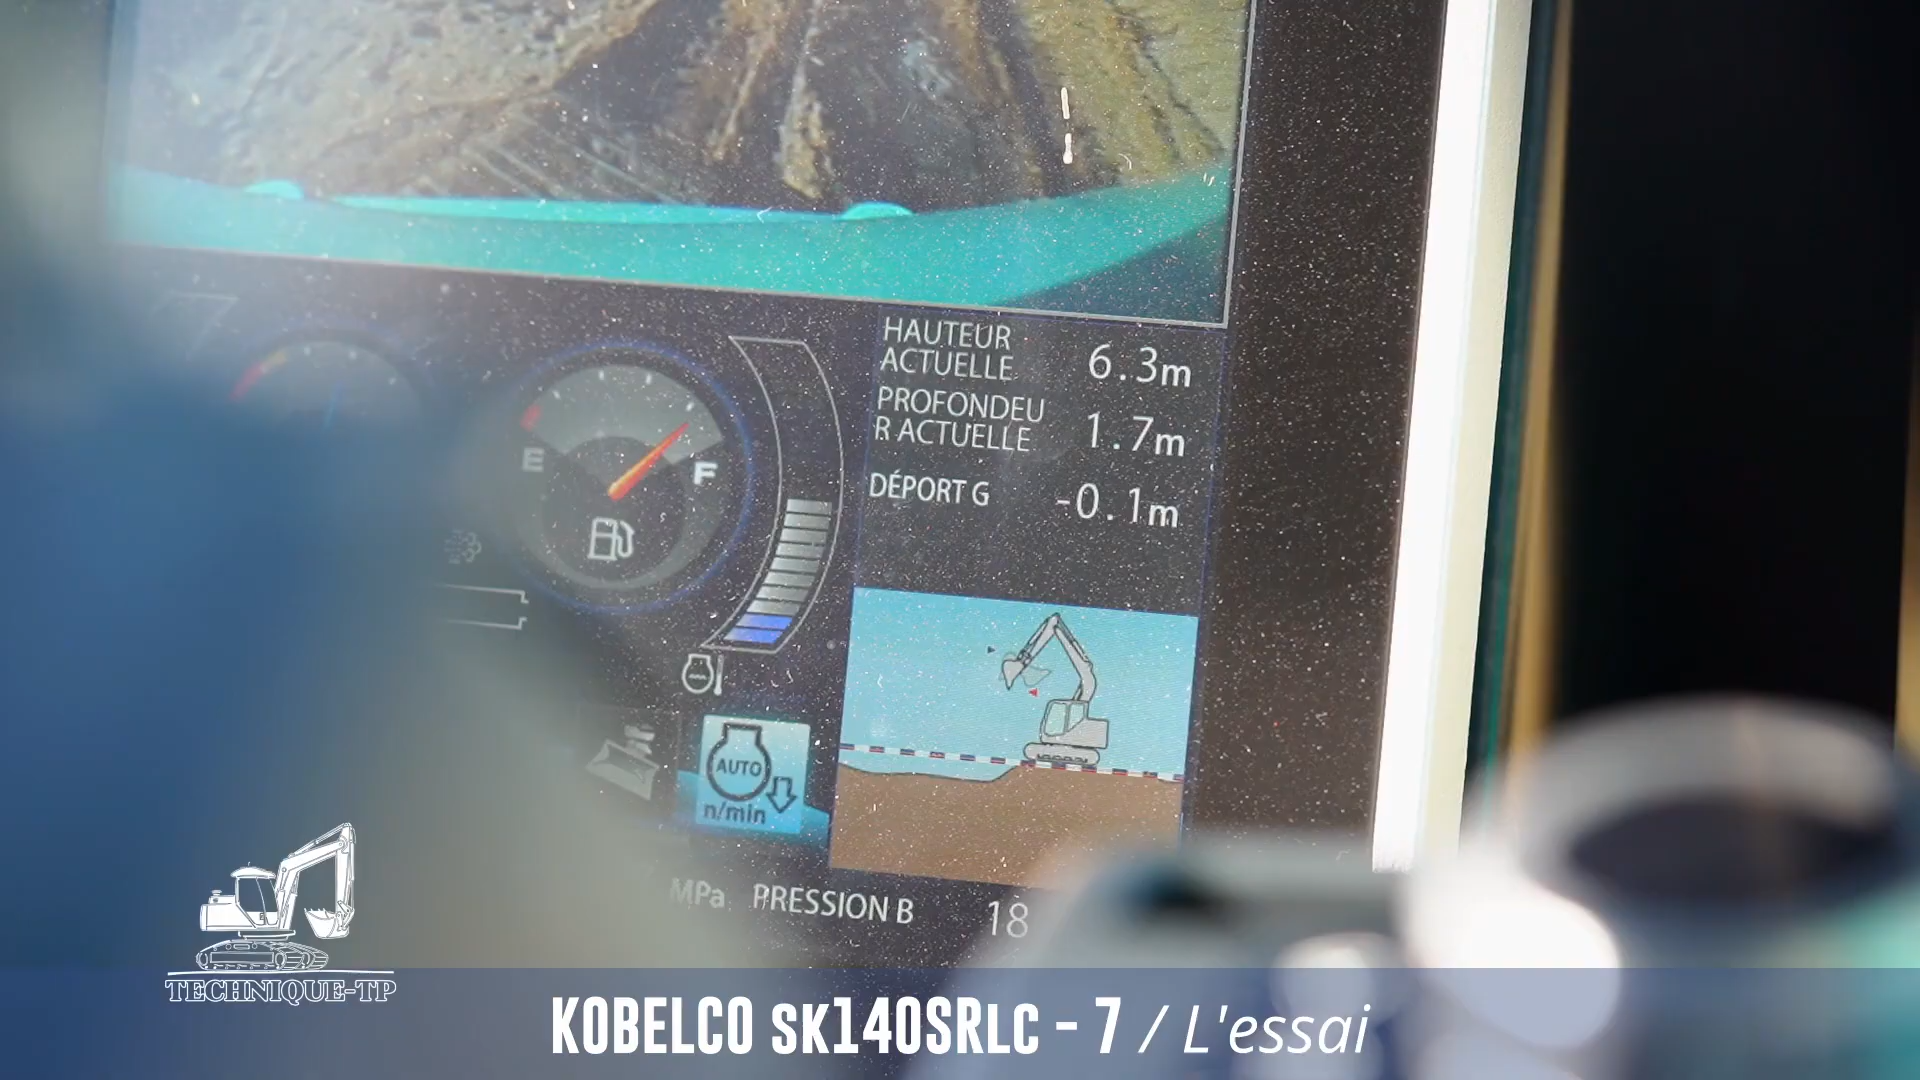 HAUTEUR
ACTUELLE 6.3m
PROFONDEU
R ACTUELLE 1.7m
DÉPORT G -0.1m
E F
AUTO
n/min
MPa PRESSION B 18
TECHNIQUE-TP
KOBELCO SK140SRLC - 7 / L'essai